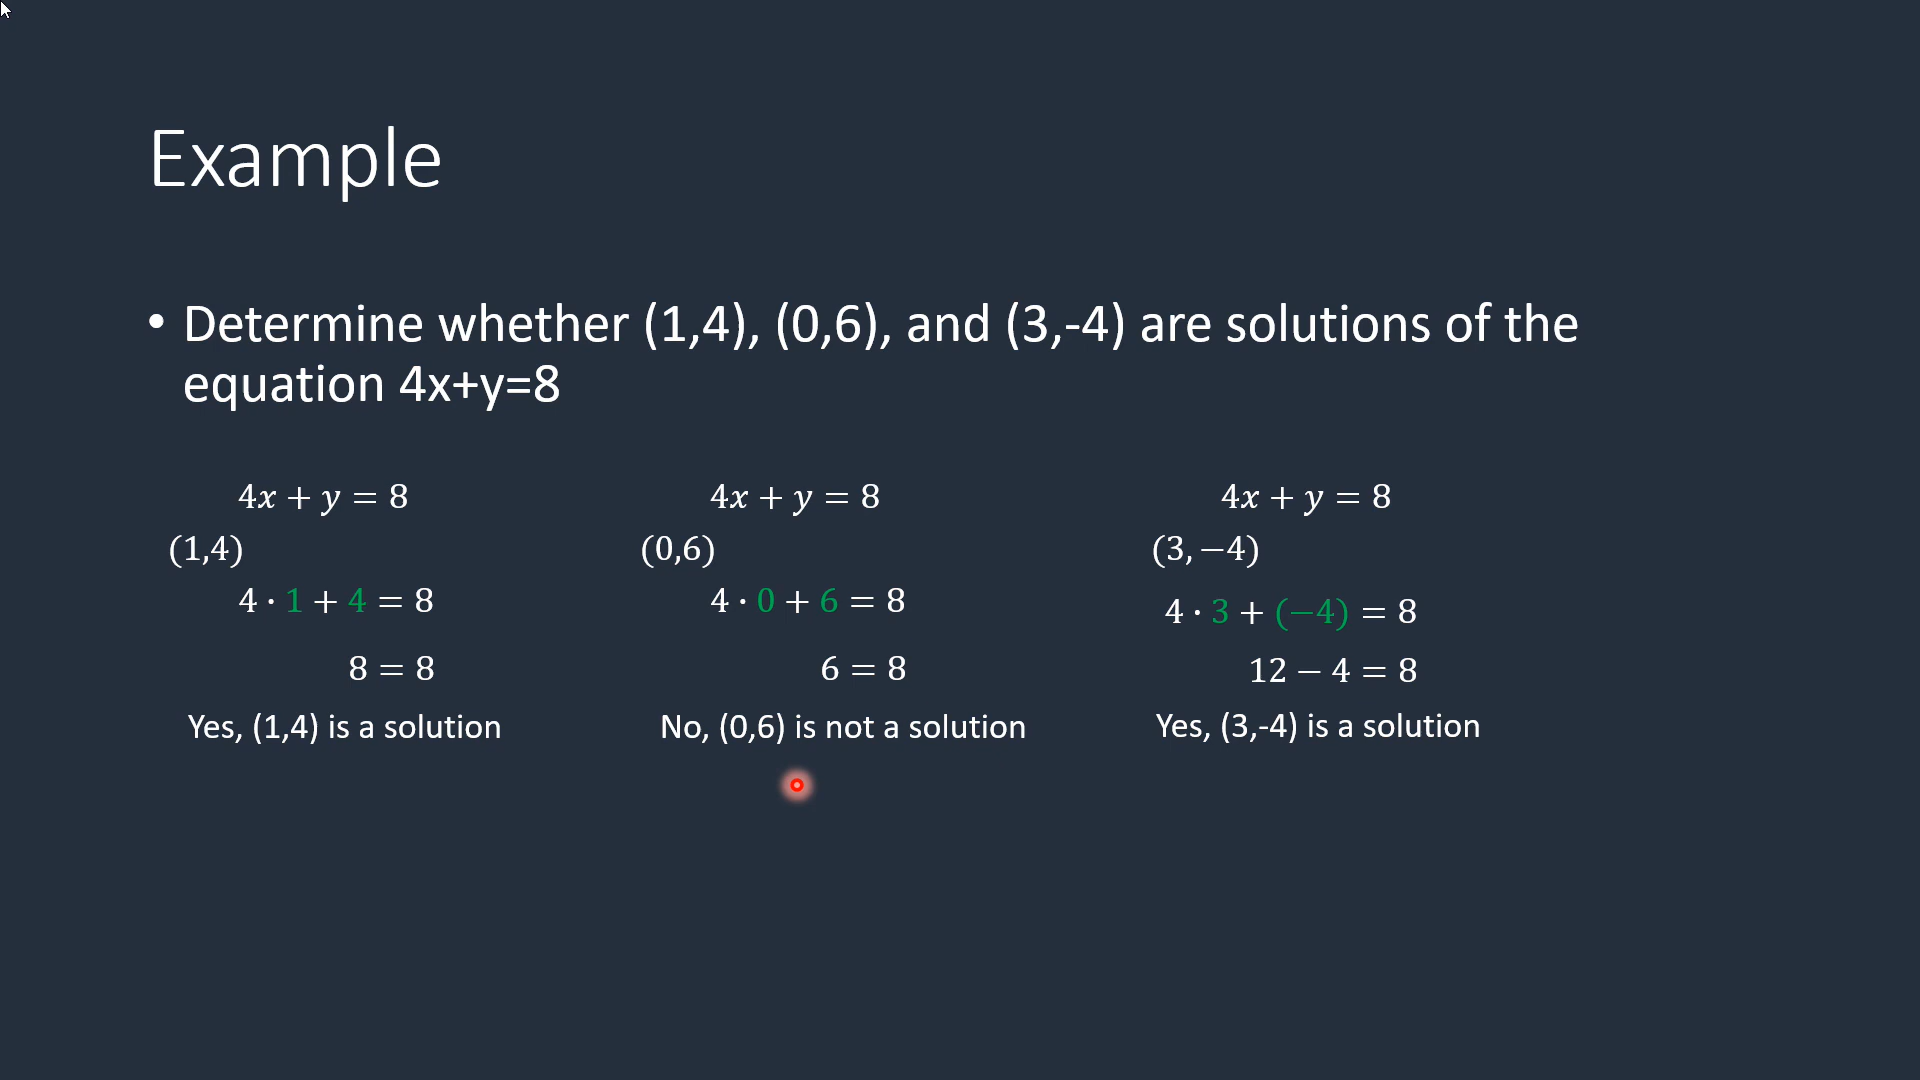 Example
• Determine whether (1,4), (0,6), and (3,-4) are solutions of the
equation 4x+y=8
4x + y = 8
(1,4)
4 · 1 + 4 = 8
8 = 8
Yes, (1,4) is a solution
4x + y = 8
(0,6)
4 · 0 + 6 = 8
6 = 8
No, (0,6) is not a solution
4x + y = 8
(3, −4)
4 · 3 + (−4) = 8
12 − 4 = 8
Yes, (3,-4) is a solution